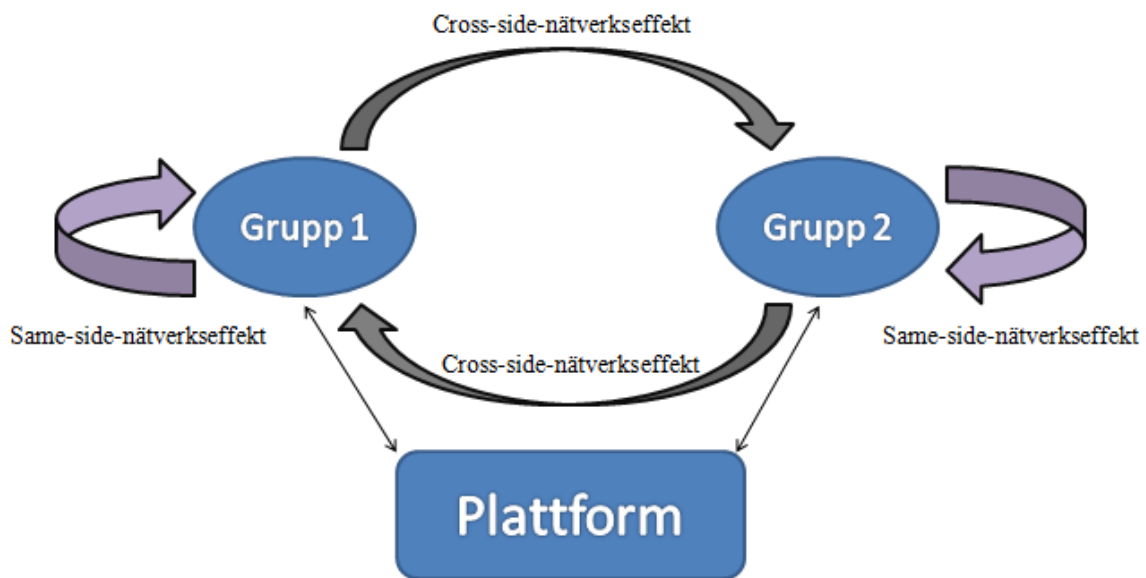 Cross-side-nätverkseffekt
Grupp 1
Grupp 2
Same-side-nätverkseffekt
Same-side-nätverkseffekt
Cross-side-nätverkseffekt
Plattform